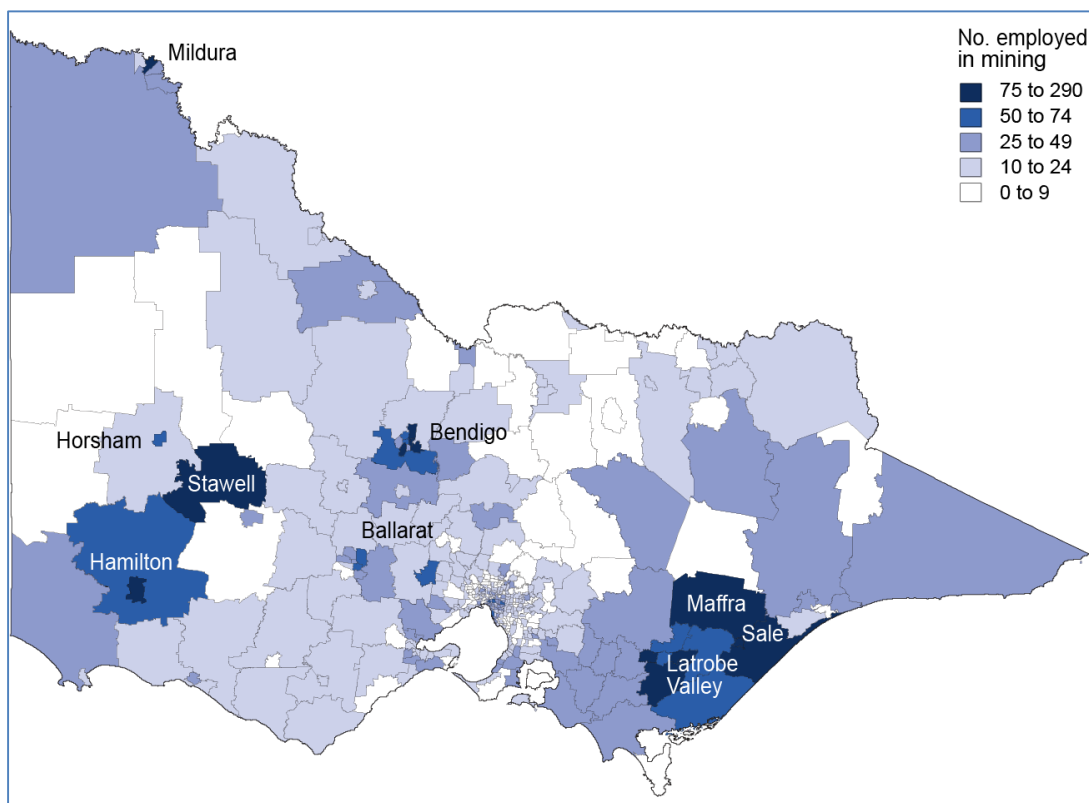 Mildura
No. employed
in mining
75 to 290
50 to 74
25 to 49
10 to 24
0 to 9
Horsham
Bendigo
Stawell
Ballarat
Hamilton
Maffra
Sale
Latrobe
Valley